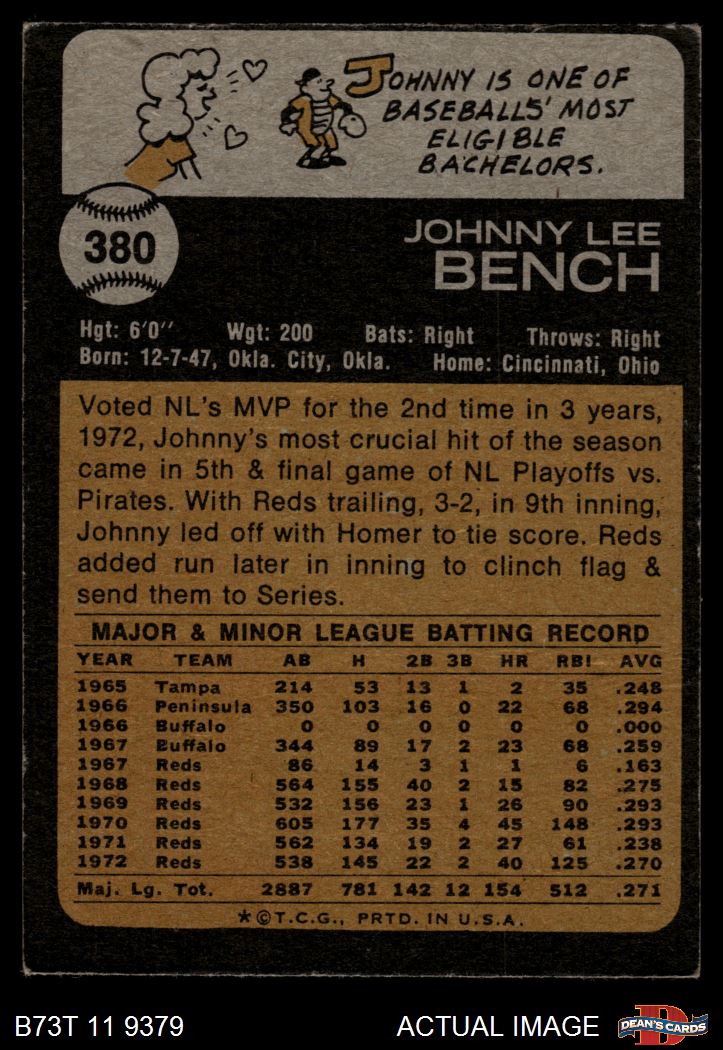 JOHNNY IS ONE OF
BASEBALLS' MOST
ELIGIBLE
BACHELORS.
380
JOHNNY LEE
BENCH
Hgt: 6'0" Wgt: 200 Bats: Right Throws: Right
Born: 12-7-47, Okla. City, Okla. Home: Cincinnati, Ohio
Voted NL's MVP for the 2nd time in 3 years,
1972, Johnny's most crucial hit of the season
came in 5th & final game of NL Playoffs vs.
Pirates. With Reds trailing, 3-2, in 9th inning,
Johnny led off with Homer to tie score. Reds
added run later in inning to clinch flag &
send them to Series.
MAJOR & MINOR LEAGUE BATTING RECORD
YEAR TEAM AB H 2B 3B HR RBI AVG
1965 Tampa 214 53 13 1 2 35 .248
1966 Peninsula 350 103 16 0 22 68 .294
1966 Buffalo 0 0 0 0 0 0 .000
1967 Buffalo 344 89 17 2 23 68 .259
1967 Reds 86 14 3 1 1 6 .163
1968 Reds 564 155 40 2 15 82 .275
1969 Reds 532 156 23 1 26 90 .293
1970 Reds 605 177 35 4 45 148 .293
1971 Reds 562 134 19 2 27 61 .238
1972 Reds 538 145 22 2 40 125 .270
Maj. Lg. Tot. 2887 781 142 12 154 512 .271
*©T.C.G., PRTD. IN U.S.A.
B73T 11 9379 ACTUAL IMAGE D DEAN'S CARDS